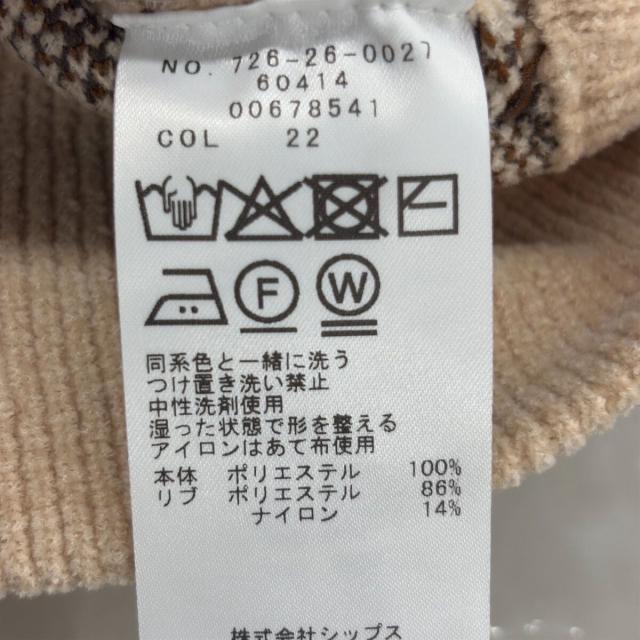 NO. 726-26-0027
60414
00678541
COL 22
F W
同系色と一緒に洗う
つけ置き洗い禁止
中性洗剤使用
湿った状態で形を整える
アイロンはあて布使用
本体 ポリエステル 100%
リブ ポリエステル 86%
ナイロン 14%
株式会社シップス